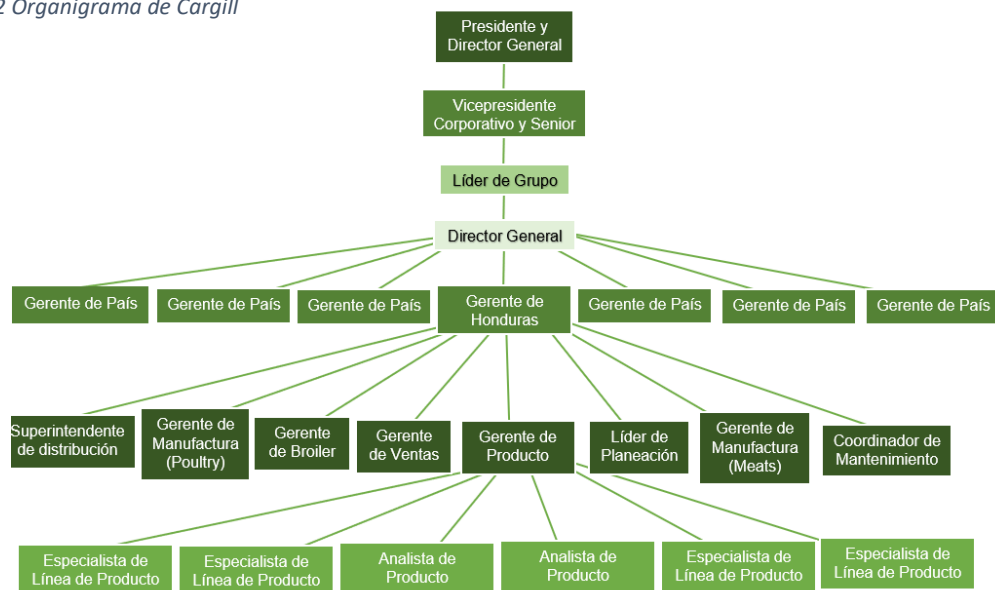 2 Organigrama de Cargill
Presidente y
Director General
Vicepresidente
Corporativo y Senior
Líder de Grupo
Director General
Gerente de País
Gerente de País
Gerente de País
Gerente de
Honduras
Gerente de País
Gerente de País
Gerente de País
Superintendente
de distribución
Gerente de
Manufactura
(Poultry)
Gerente
de Broiler
Gerente
de Ventas
Gerente de
Producto
Líder de
Planeación
Gerente de
Manufactura
(Meats)
Coordinador de
Mantenimiento
Especialista de
Línea de Producto
Especialista de
Línea de Producto
Analista de
Producto
Analista de
Producto
Especialista de
Línea de Producto
Especialista de
Línea de Producto